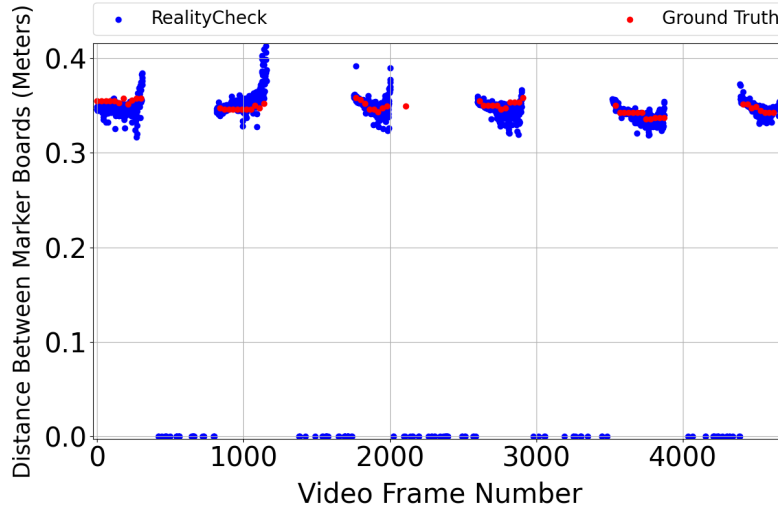 RealityCheck
Ground Truth
Distance Between Marker Boards (Meters)
0.4
0.3
0.2
0.1
0.0
0
1000
2000
3000
4000
Video Frame Number